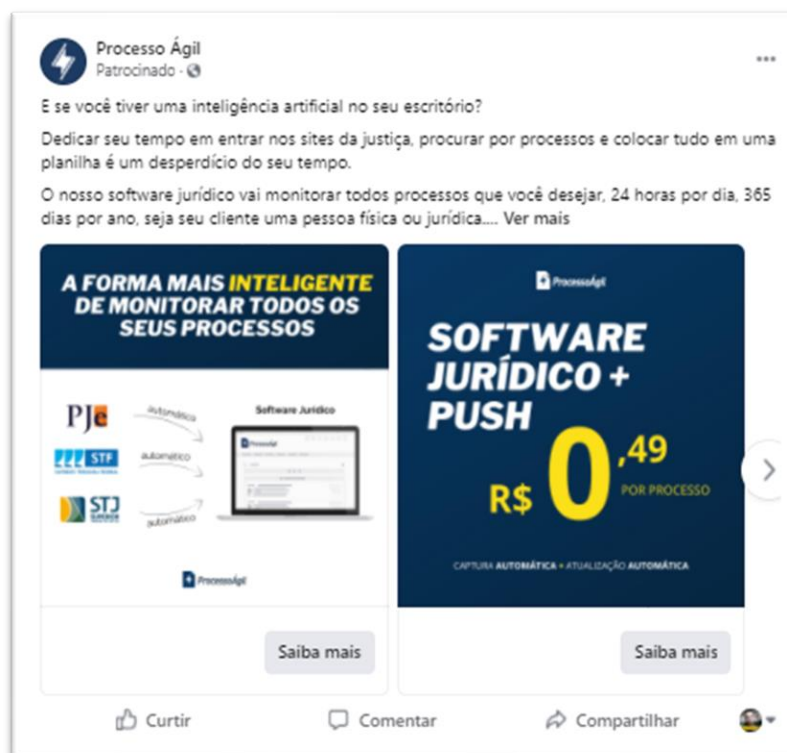 Processo Ágil
Patrocinado ·
E se você tiver uma inteligência artificial no seu escritório?
Dedicar seu tempo em entrar nos sites da justiça, procurar por processos e colocar tudo em uma
planilha é um desperdício do seu tempo.
O nosso software jurídico vai monitorar todos processos que você desejar, 24 horas por dia, 365
dias por ano, seja seu cliente uma pessoa física ou jurídica.... Ver mais
A FORMA MAIS INTELIGENTE
DE MONITORAR TODOS OS
SEUS PROCESSOS
PJe
automática
Software Jurídico
STF
automático
STJ
automático
ProcessoÁgil
Saiba mais
ProcessoÁgil
SOFTWARE
JURÍDICO +
PUSH
R$ 0,49
POR PROCESSO
CAPTURA AUTOMÁTICA • ATUALIZAÇÃO AUTOMÁTICA
Saiba mais
Curtir
Comentar
Compartilhar